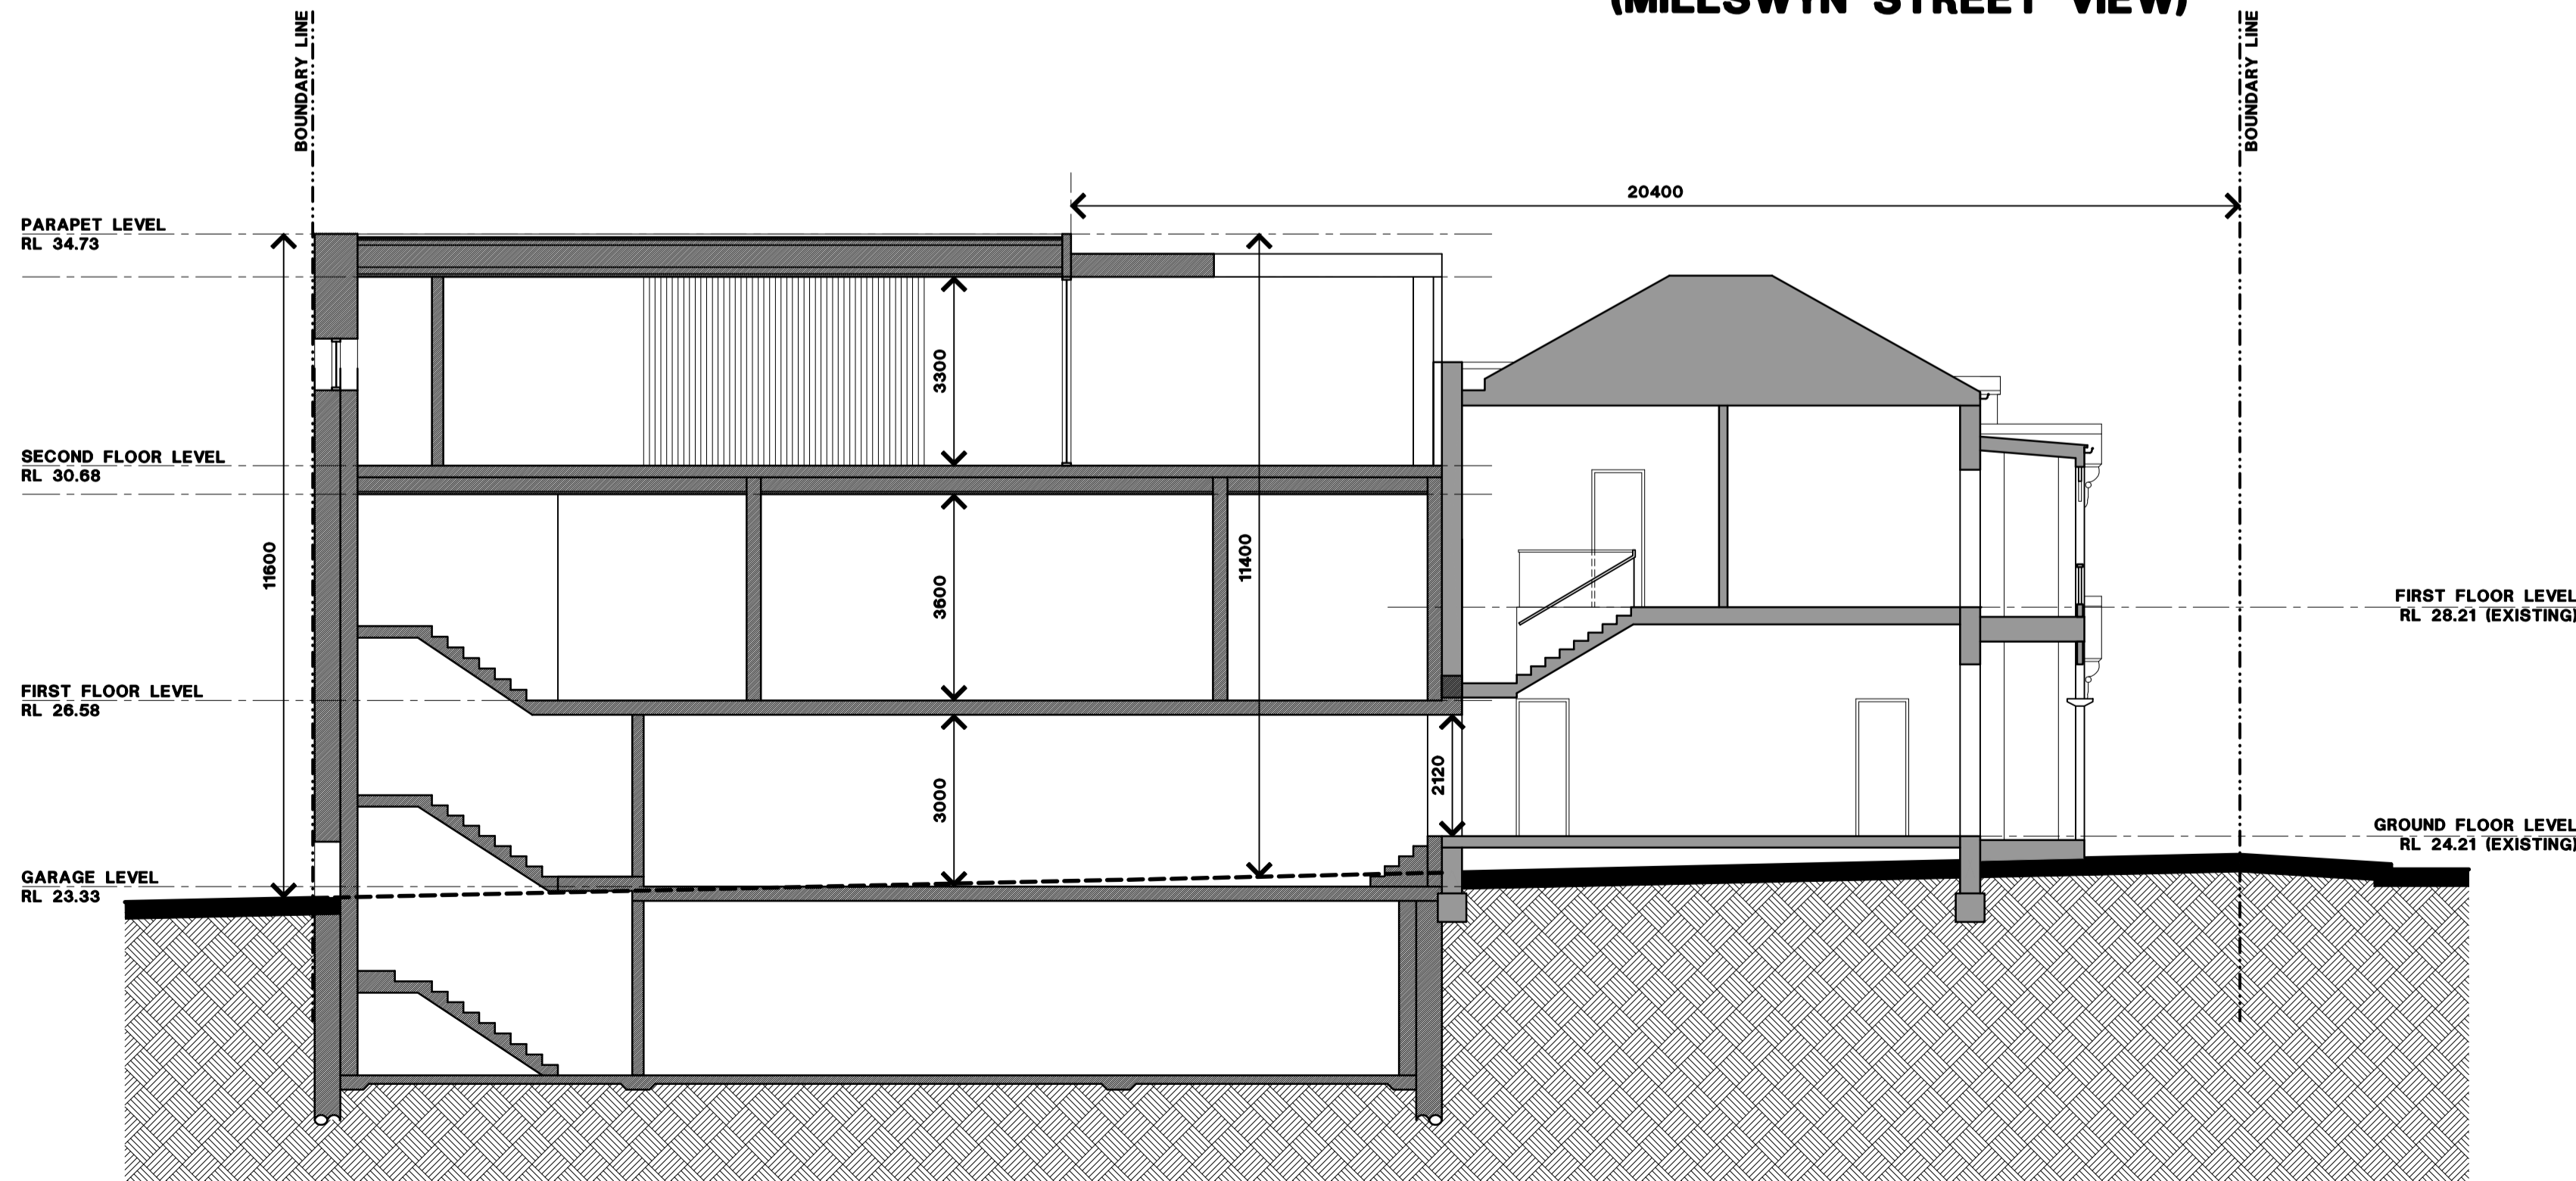 (MILLSWYN STREET VIEW)
BOUNDARY LINE
BOUNDARY LINE
20400
PARAPET LEVEL
RL 34.73
3300
SECOND FLOOR LEVEL
RL 30.68
11600
11400
3600
FIRST FLOOR LEVEL
RL 28.21 (EXISTING)
FIRST FLOOR LEVEL
RL 26.58
3000
2120
GROUND FLOOR LEVEL
RL 24.21 (EXISTING)
GARAGE LEVEL
RL 23.33